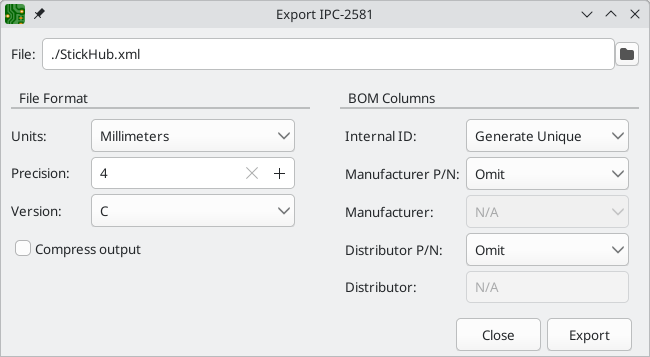 Export IPC-2581
File: ./StickHub.xml
File Format
Units: Millimeters
Precision: 4
Version: C
Compress output
BOM Columns
Internal ID: Generate Unique
Manufacturer P/N: Omit
Manufacturer: N/A
Distributor P/N: Omit
Distributor: N/A
Close
Export